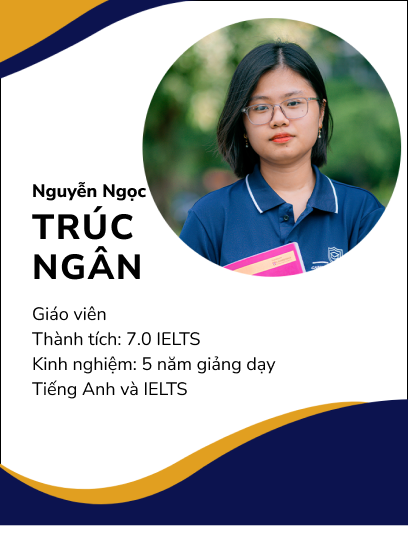 Nguyễn Ngọc
TRÚC
NGÂN
Giáo viên
Thành tích: 7.0 IELTS
Kinh nghiệm: 5 năm giảng dạy
Tiếng Anh và IELTS